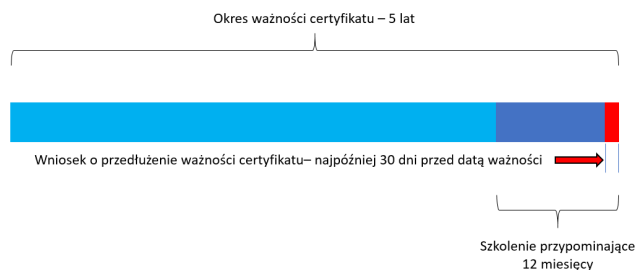 Okres ważności certyfikatu – 5 lat
Wniosek o przedłużenie ważności certyfikatu– najpóźniej 30 dni przed datą ważności
Szkolenie przypominające
12 miesięcy